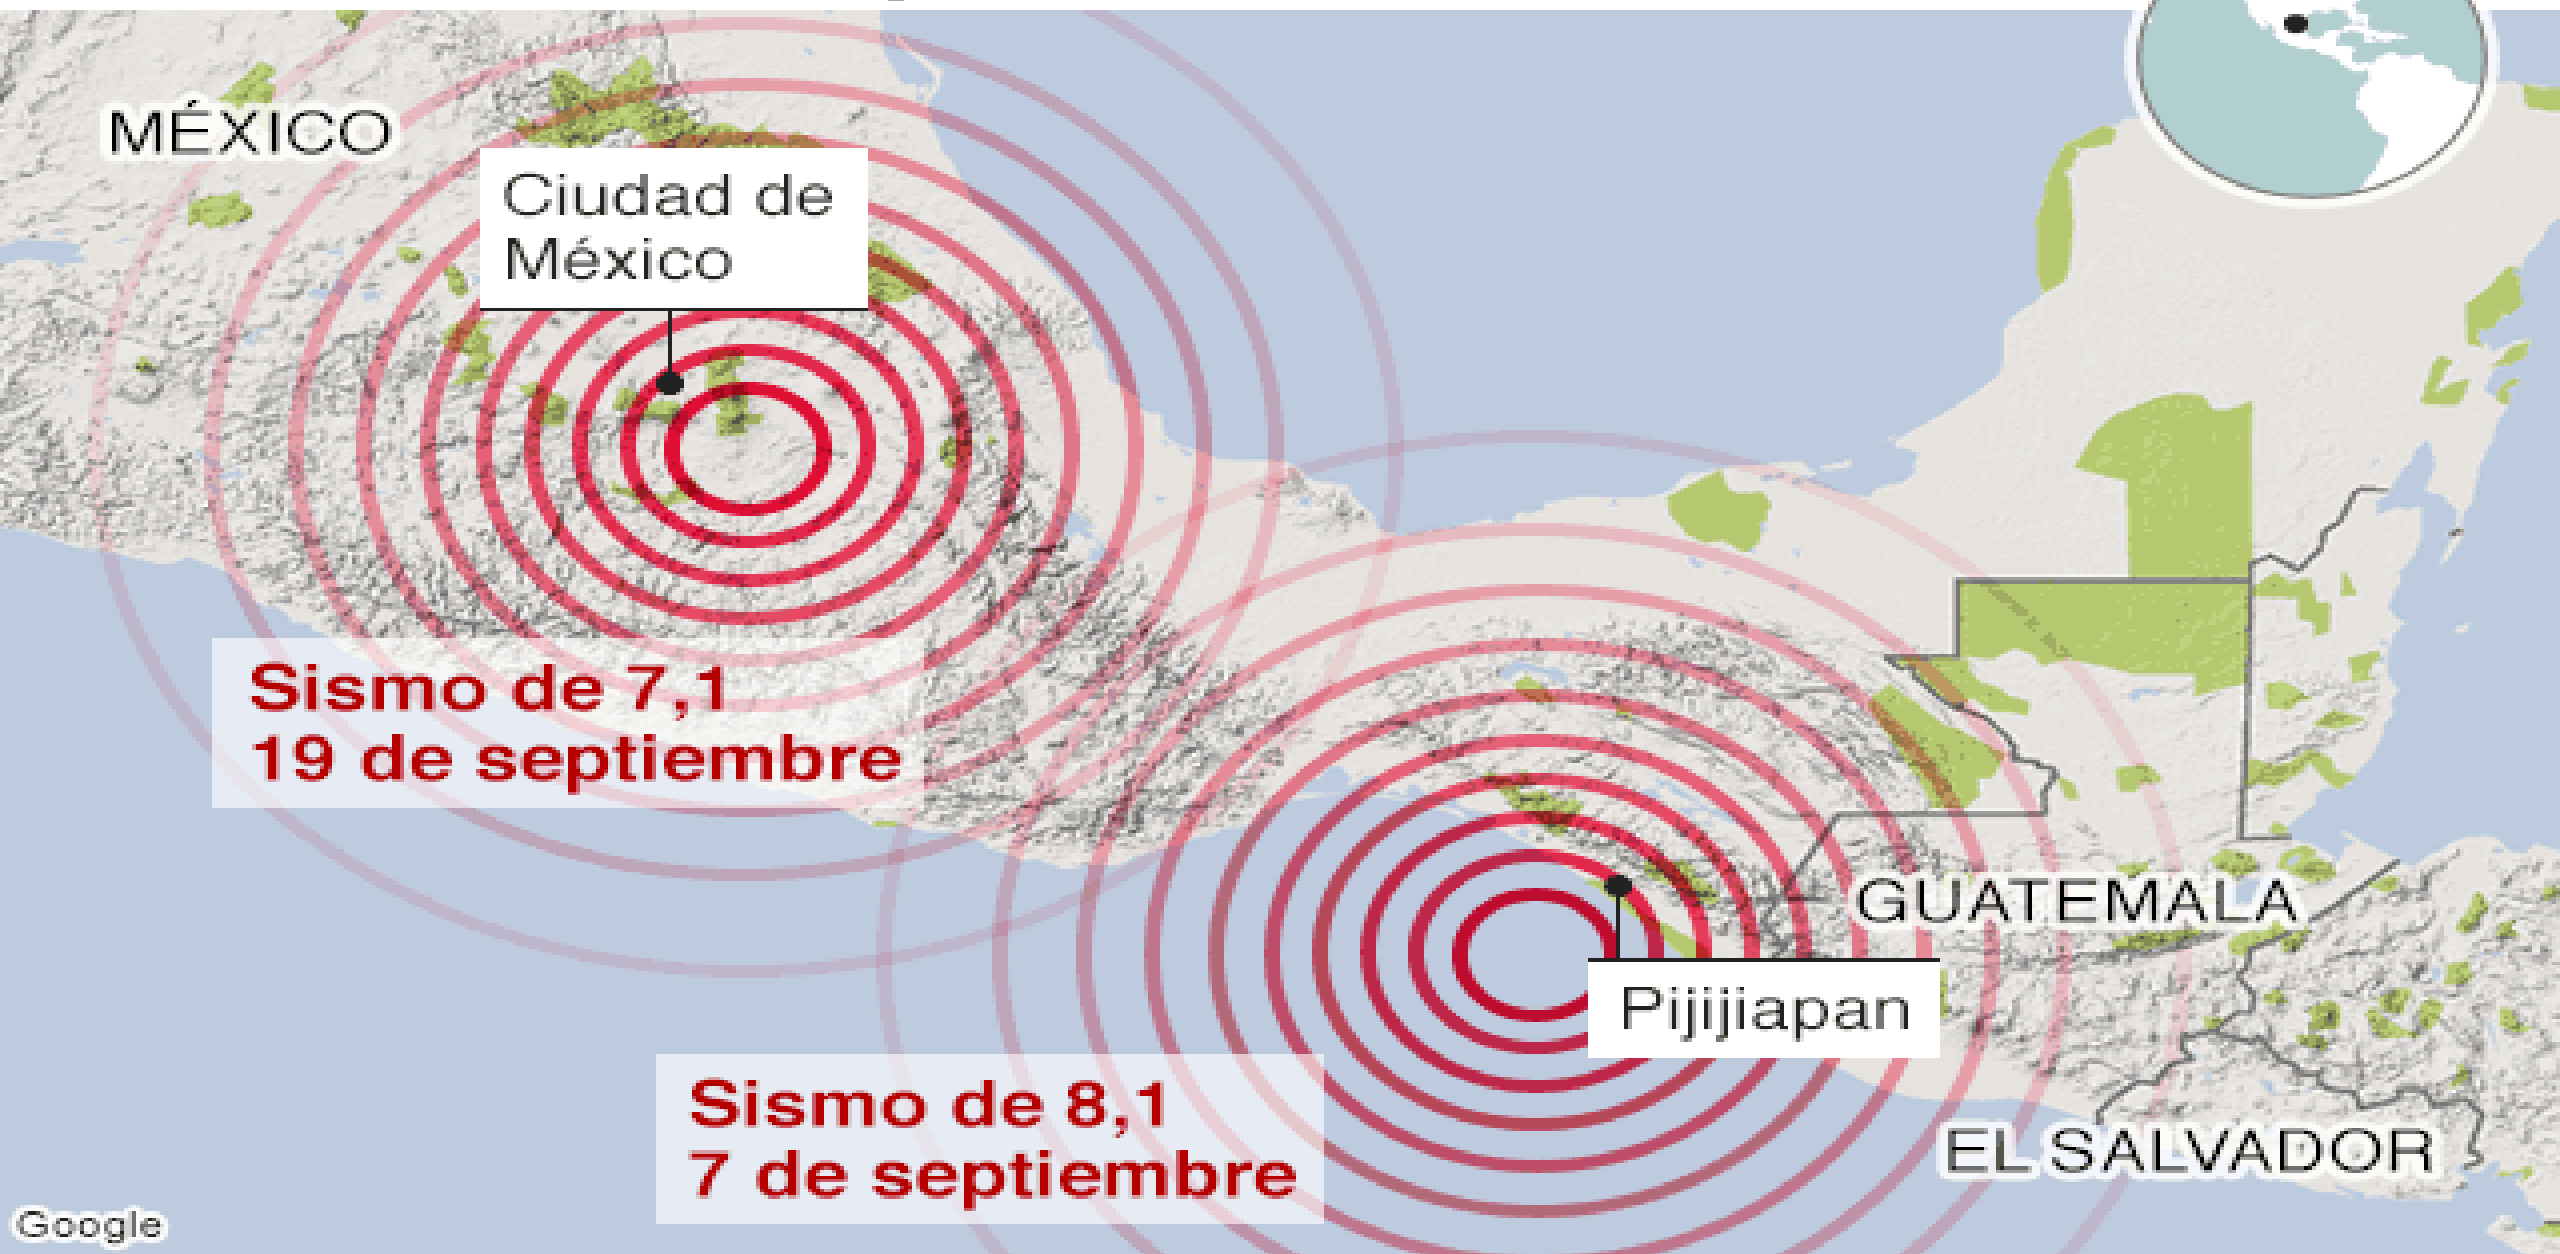 MÉXICO
Ciudad de
México
Sismo de 7,1
19 de septiembre
GUATEMALA
Pijijiapan
Sismo de 8,1
7 de septiembre
EL SALVADOR
Google